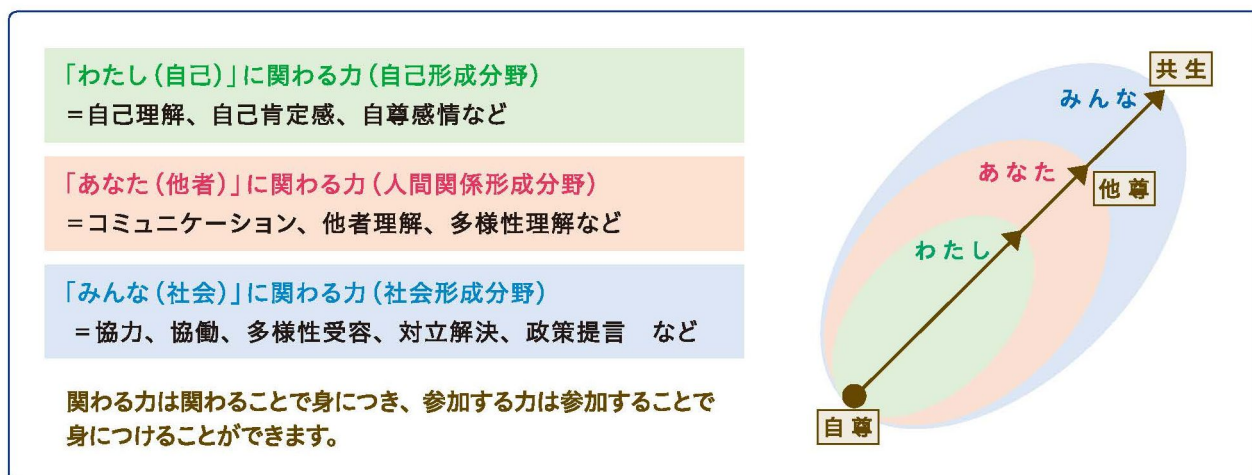 「わたし(自己)」に関わる力(自己形成分野)
=自己理解、自己肯定感、自尊感情など
「あなた(他者)」に関わる力(人間関係形成分野)
=コミュニケーション、他者理解、多様性理解など
「みんな(社会)」に関わる力(社会形成分野)
=協力、協働、多様性受容、対立解決、政策提言　など
関わる力は関わることで身につき、参加する力は参加することで
身につけることができます。
共生
みんな
あなた
他尊
わたし
自尊